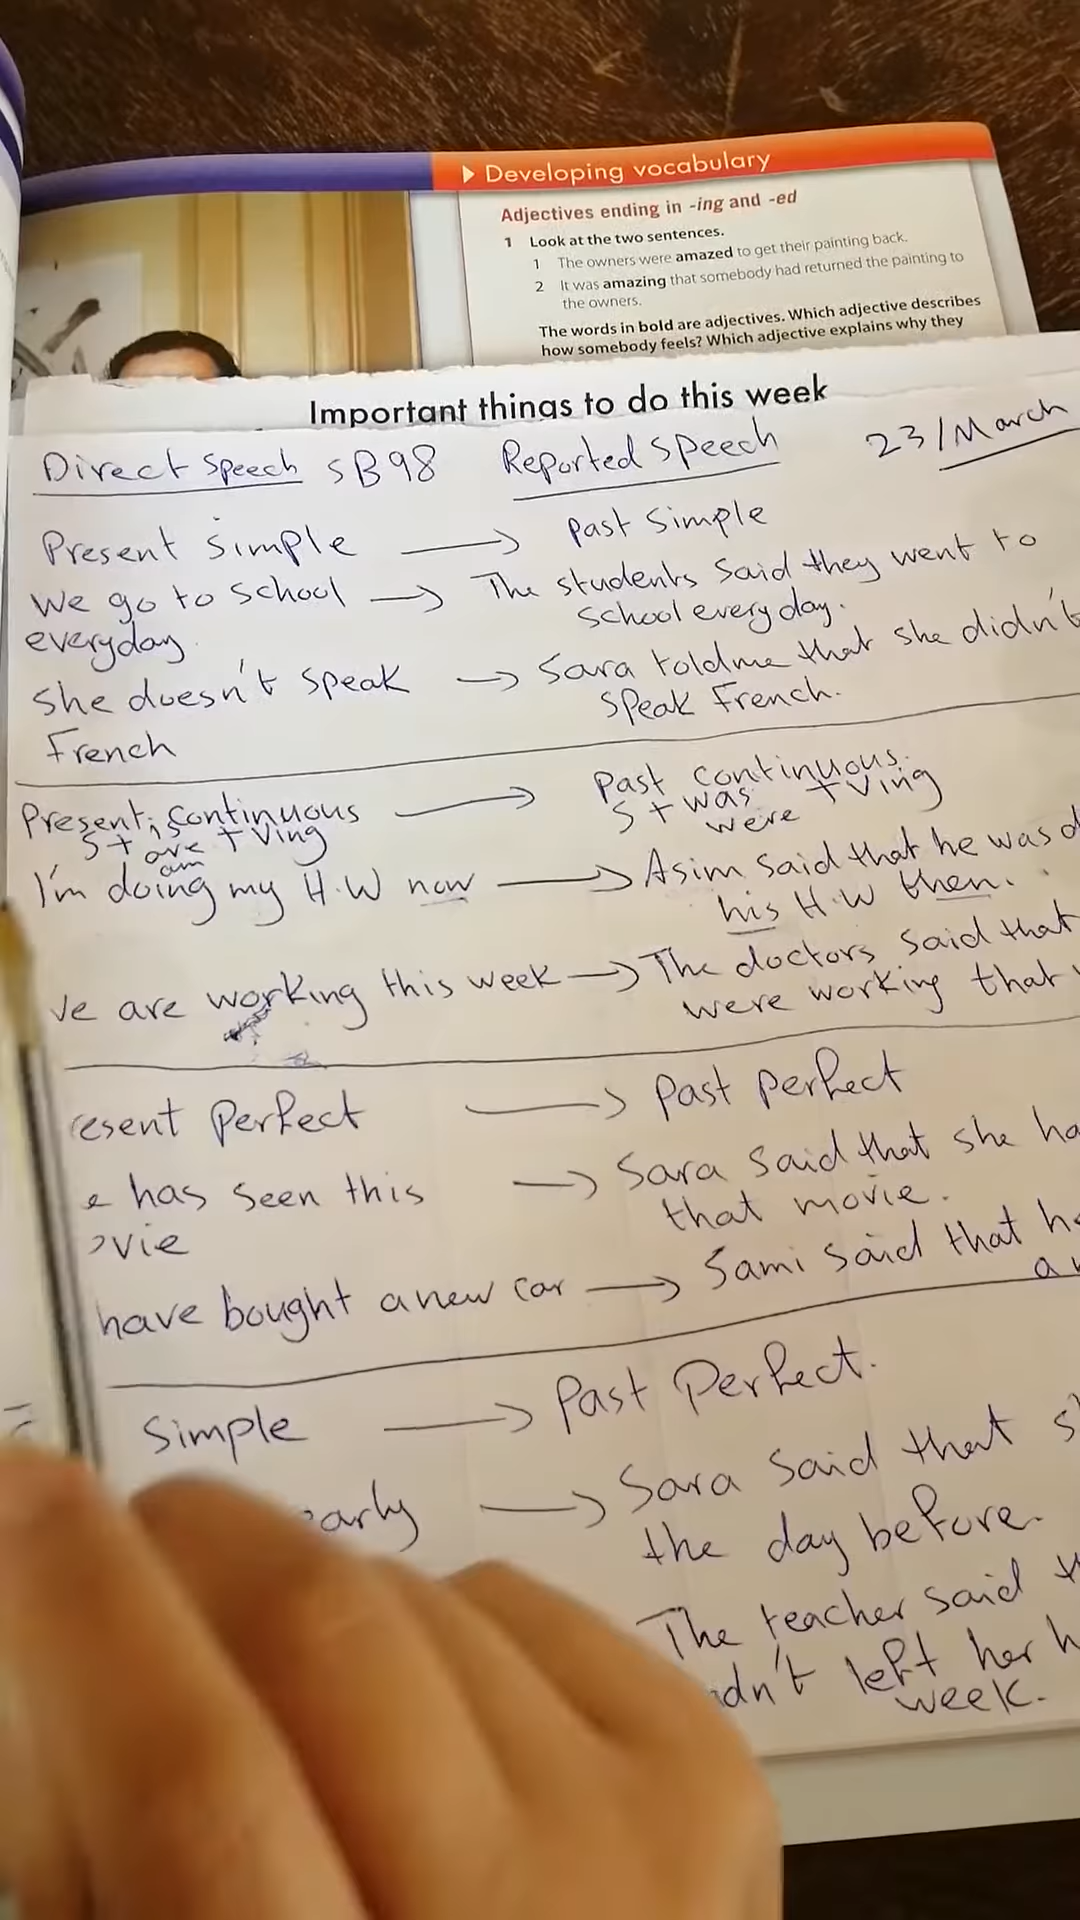 Developing vocabulary
Adjectives ending in -ing and -ed
1 Look at the two sentences.
1 The owners were amazed to get their painting back.
2 It was amazing that somebody had returned the painting to
the owners.
The words in bold are adjectives. Which adjective describes
how somebody feels? Which adjective explains why they
Important things to do this week
Direct Speech SB98 Reported Speech 23/March
Present simple → past simple
We go to school → The students said they went to
everyday. school every day.
She doesn't speak → Sara told me that she didn't
French speak French.
Present continuous → Past continuous.
S + is are am + Ving S + was were + Ving
I'm doing my H.W now → Asim said that he was
his H.W then.
are working this week → The doctors said that
were working that
Perfect → Past perfect
has seen this → Sara said that she
that movie.
have bought a new car → Sami said that
a
Simple → Past Perfect.
→ Sara said that
the day before.
The teacher said
left her
week.